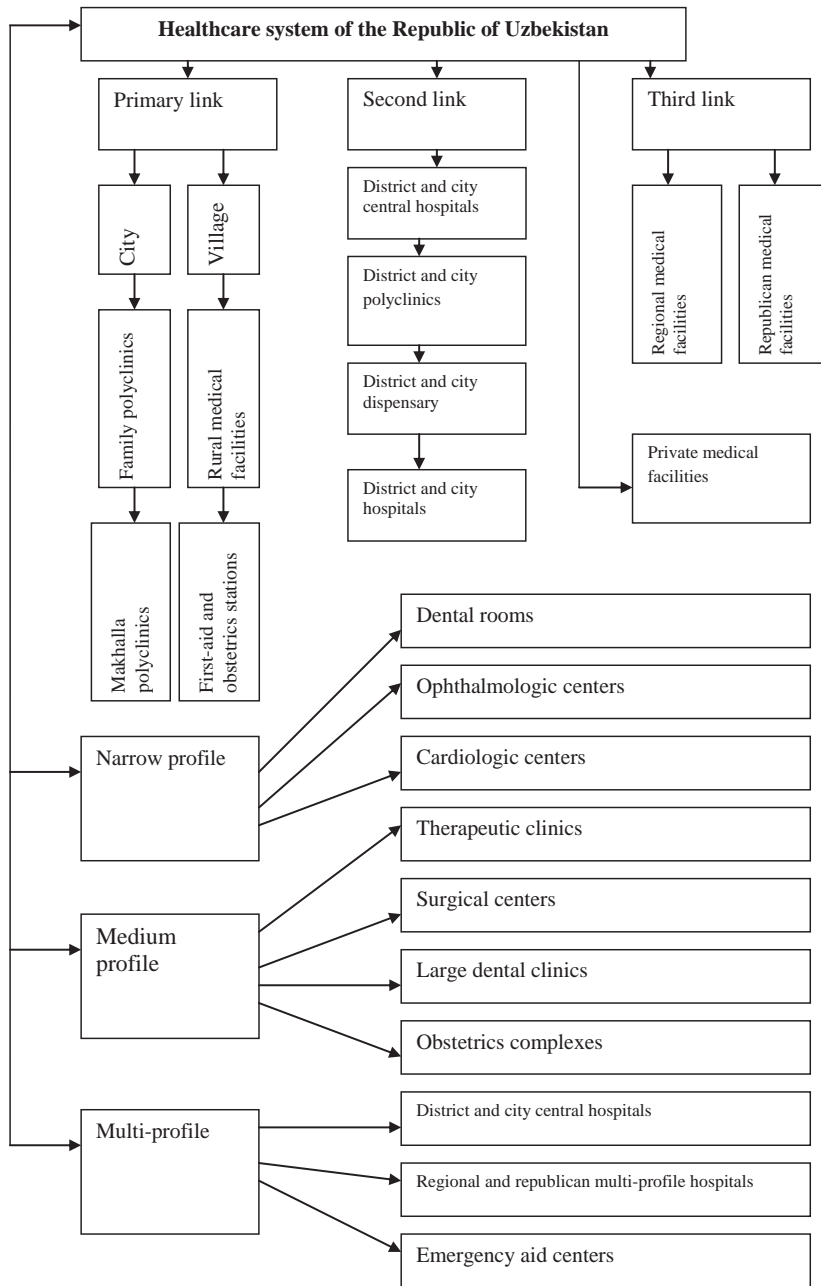 Healthcare system of the Republic of Uzbekistan
Primary link
Second link
Third link
City
Village
District and city
central hospitals
District and city
polyclinics
District and city
dispensary
District and city
hospitals
Regional medical
facilities
Republican medical
facilities
Family polyclinics
Rural medical
facilities
Private medical
facilities
Makhalla
polyclinics
First-aid and
obstetrics stations
Narrow profile
Dental rooms
Ophthalmologic centers
Cardiologic centers
Medium
profile
Therapeutic clinics
Surgical centers
Large dental clinics
Obstetrics complexes
Multi-profile
District and city central hospitals
Regional and republican multi-profile hospitals
Emergency aid centers